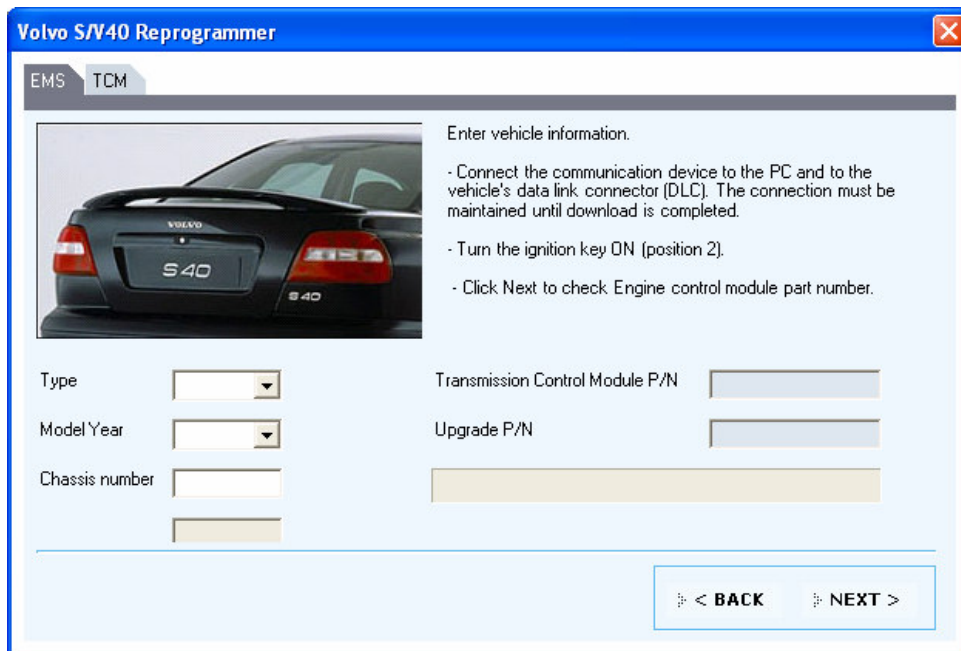 Volvo S/V40 Reprogrammer
EMS TCM
Enter vehicle information.
- Connect the communication device to the PC and to the
vehicle's data link connector (DLC). The connection must be
maintained until download is completed.
- Turn the ignition key ON (position 2).
- Click Next to check Engine control module part number.
VOLVO
S40
S40
Type
Transmission Control Module P/N
Model Year
Upgrade P/N
Chassis number
< BACK
NEXT >